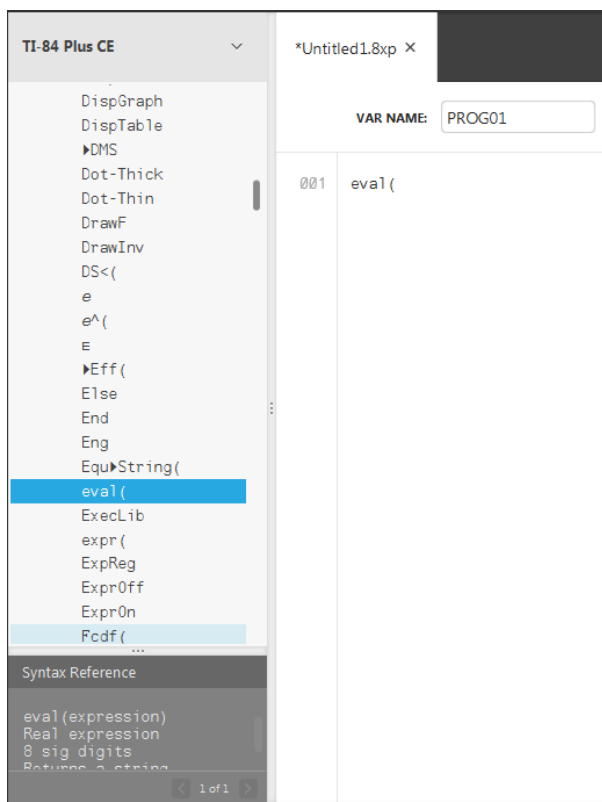 TI-84 Plus CE
*Untitled1.8xp ×
DispGraph
DispTable
►DMS
Dot-Thick
Dot-Thin
DrawF
DrawInv
DS<(
e
e^(
ᴇ
►Eff(
Else
End
Eng
Equ►String(
eval(
ExecLib
expr(
ExpReg
ExprOff
ExprOn
Fcdf(
Syntax Reference
eval(expression)
Real expression
8 sig digits
Returns a string
< 1 of 1 >
VAR NAME: PROG01
001 eval(